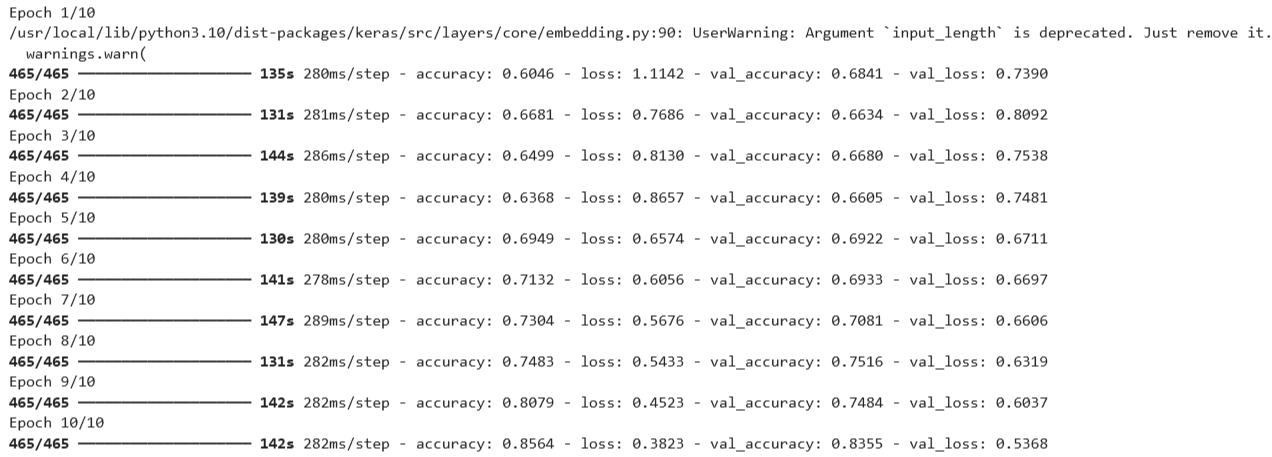 Epoch 1/10
/usr/local/lib/python3.10/dist-packages/keras/src/layers/core/embedding.py:90: UserWarning: Argument `input_length` is deprecated. Just remove it.
  warnings.warn(
465/465 ━━━━━━━━━━━━━━━━━━━━ 135s 280ms/step - accuracy: 0.6046 - loss: 1.1142 - val_accuracy: 0.6841 - val_loss: 0.7390
Epoch 2/10
465/465 ━━━━━━━━━━━━━━━━━━━━ 131s 281ms/step - accuracy: 0.6681 - loss: 0.7686 - val_accuracy: 0.6634 - val_loss: 0.8092
Epoch 3/10
465/465 ━━━━━━━━━━━━━━━━━━━━ 144s 286ms/step - accuracy: 0.6499 - loss: 0.8130 - val_accuracy: 0.6680 - val_loss: 0.7538
Epoch 4/10
465/465 ━━━━━━━━━━━━━━━━━━━━ 139s 280ms/step - accuracy: 0.6368 - loss: 0.8657 - val_accuracy: 0.6605 - val_loss: 0.7481
Epoch 5/10
465/465 ━━━━━━━━━━━━━━━━━━━━ 130s 280ms/step - accuracy: 0.6949 - loss: 0.6574 - val_accuracy: 0.6922 - val_loss: 0.6711
Epoch 6/10
465/465 ━━━━━━━━━━━━━━━━━━━━ 141s 278ms/step - accuracy: 0.7132 - loss: 0.6056 - val_accuracy: 0.6933 - val_loss: 0.6697
Epoch 7/10
465/465 ━━━━━━━━━━━━━━━━━━━━ 147s 289ms/step - accuracy: 0.7304 - loss: 0.5676 - val_accuracy: 0.7081 - val_loss: 0.6606
Epoch 8/10
465/465 ━━━━━━━━━━━━━━━━━━━━ 131s 282ms/step - accuracy: 0.7483 - loss: 0.5433 - val_accuracy: 0.7516 - val_loss: 0.6319
Epoch 9/10
465/465 ━━━━━━━━━━━━━━━━━━━━ 142s 282ms/step - accuracy: 0.8079 - loss: 0.4523 - val_accuracy: 0.7484 - val_loss: 0.6037
Epoch 10/10
465/465 ━━━━━━━━━━━━━━━━━━━━ 142s 282ms/step - accuracy: 0.8564 - loss: 0.3823 - val_accuracy: 0.8355 - val_loss: 0.5368